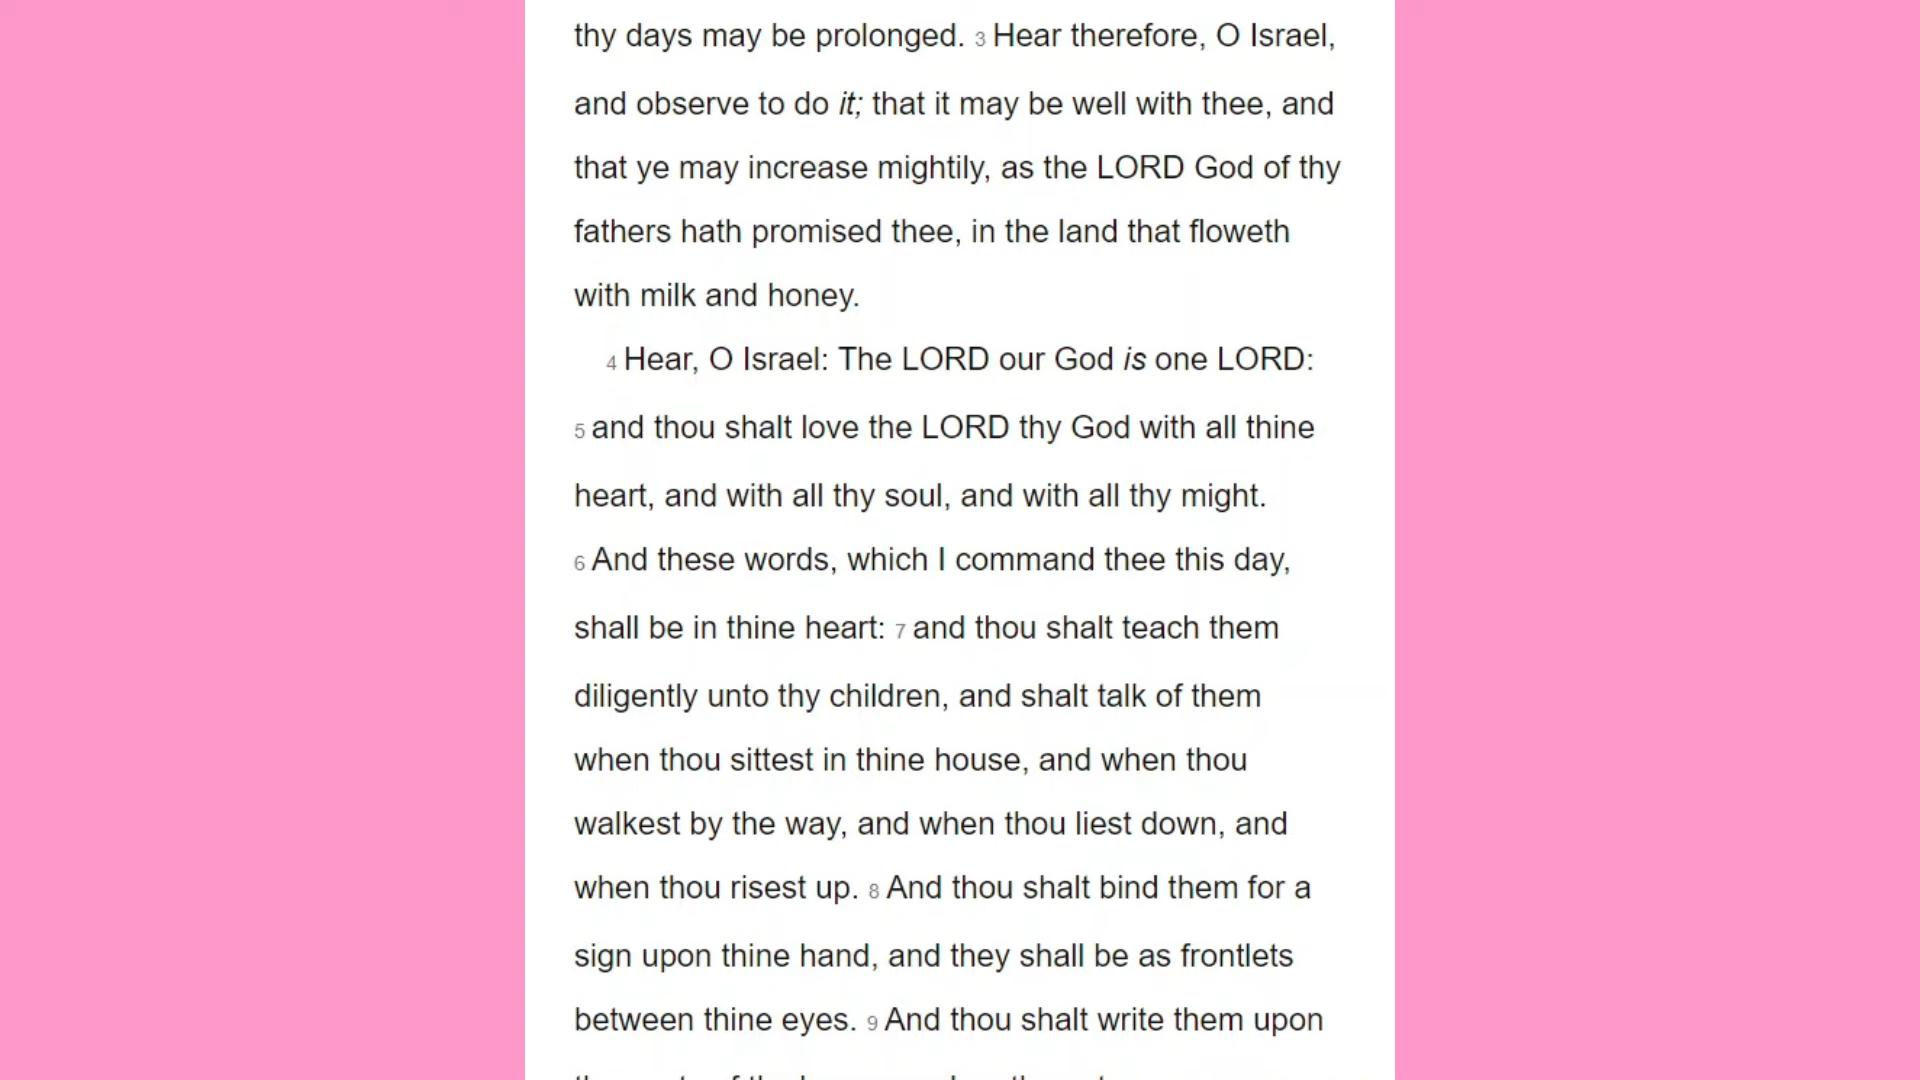 thy days may be prolonged. 3 Hear therefore, O Israel,
and observe to do it; that it may be well with thee, and
that ye may increase mightily, as the LORD God of thy
fathers hath promised thee, in the land that floweth
with milk and honey.
4 Hear, O Israel: The LORD our God is one LORD:
5 and thou shalt love the LORD thy God with all thine
heart, and with all thy soul, and with all thy might.
6 And these words, which I command thee this day,
shall be in thine heart: 7 and thou shalt teach them
diligently unto thy children, and shalt talk of them
when thou sittest in thine house, and when thou
walkest by the way, and when thou liest down, and
when thou risest up. 8 And thou shalt bind them for a
sign upon thine hand, and they shall be as frontlets
between thine eyes. 9 And thou shalt write them upon